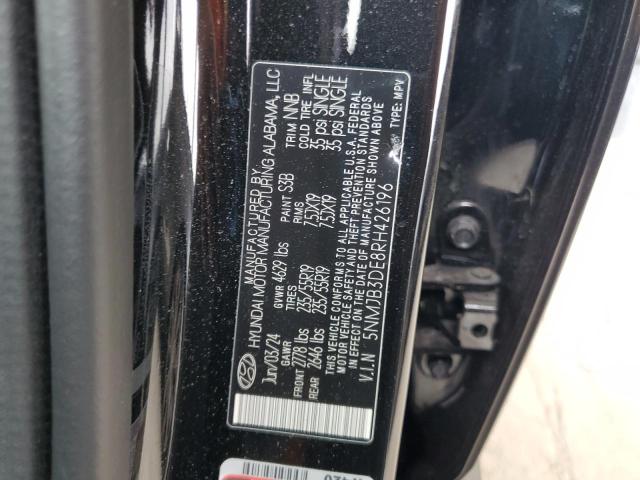 MANUFACTURED BY
HYUNDAI MOTOR MANUFACTURING ALABAMA, LLC
Jun/03/24 GVWR 4629 lbs PAINT S3B TRIM NNB
GAWR TIRES RIMS COLD TIRE INFL
FRONT 2778 lbs 235/55R19 7.5JX19 35 psi SINGLE
REAR 2646 lbs 235/55R19 7.5JX19 35 psi SINGLE
THIS VEHICLE CONFORMS TO ALL APPLICABLE U.S.A. FEDERAL
MOTOR VEHICLE SAFETY, BUMPER, AND THEFT PREVENTION STANDARDS
IN EFFECT ON THE DATE OF MANUFACTURE SHOWN ABOVE
V.I.N 5NMJB3DE8RH426196 TYPE: MPV